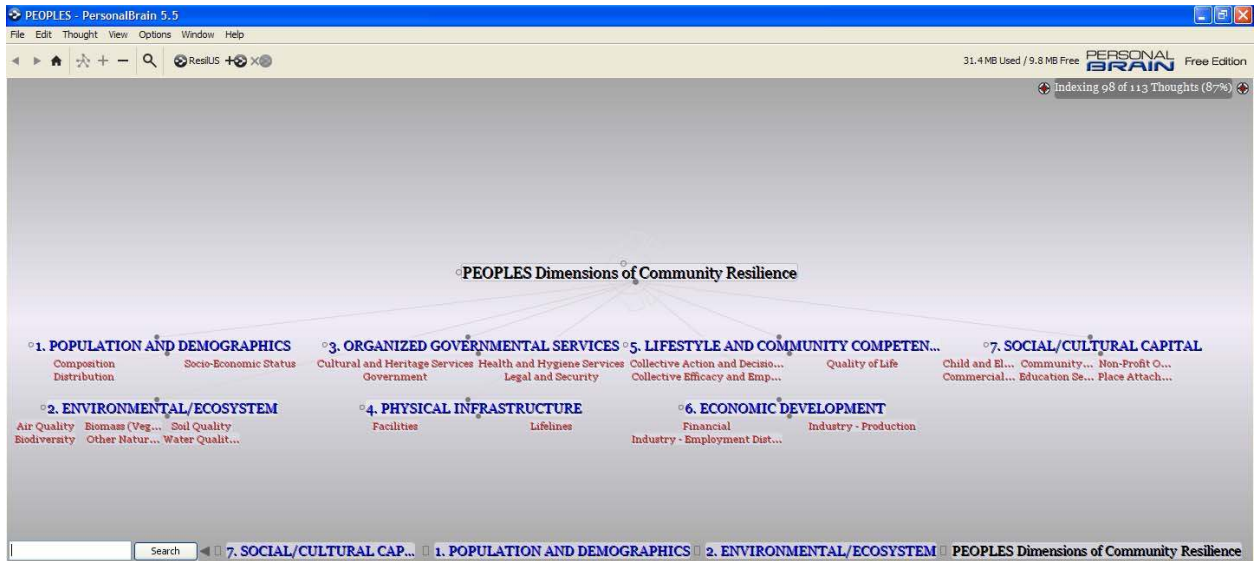 PEOPLES - PersonalBrain 5.5
File Edit Thought View Options Window Help
ResilUS
31.4 MB Used / 9.8 MB Free PERSONAL BRAIN Free Edition
Indexing 98 of 113 Thoughts (87%)
PEOPLES Dimensions of Community Resilience
1. POPULATION AND DEMOGRAPHICS 3. ORGANIZED GOVERNMENTAL SERVICES 5. LIFESTYLE AND COMMUNITY COMPETEN... 7. SOCIAL/CULTURAL CAPITAL
Composition Socio-Economic Status Cultural and Heritage Services Health and Hygiene Services Collective Action and Decisio... Quality of Life Child and El... Community... Non-Profit O...
Distribution Government Legal and Security Collective Efficacy and Emp... Commercial... Education Se... Place Attach...
2. ENVIRONMENTAL/ECOSYSTEM 4. PHYSICAL INFRASTRUCTURE 6. ECONOMIC DEVELOPMENT
Air Quality Biomass (Veg... Soil Quality Facilities Lifelines Financial Industry - Production
Biodiversity Other Natur... Water Qualit... Industry - Employment Dist...
Search 7. SOCIAL/CULTURAL CAP... 1. POPULATION AND DEMOGRAPHICS 2. ENVIRONMENTAL/ECOSYSTEM PEOPLES Dimensions of Community Resilience